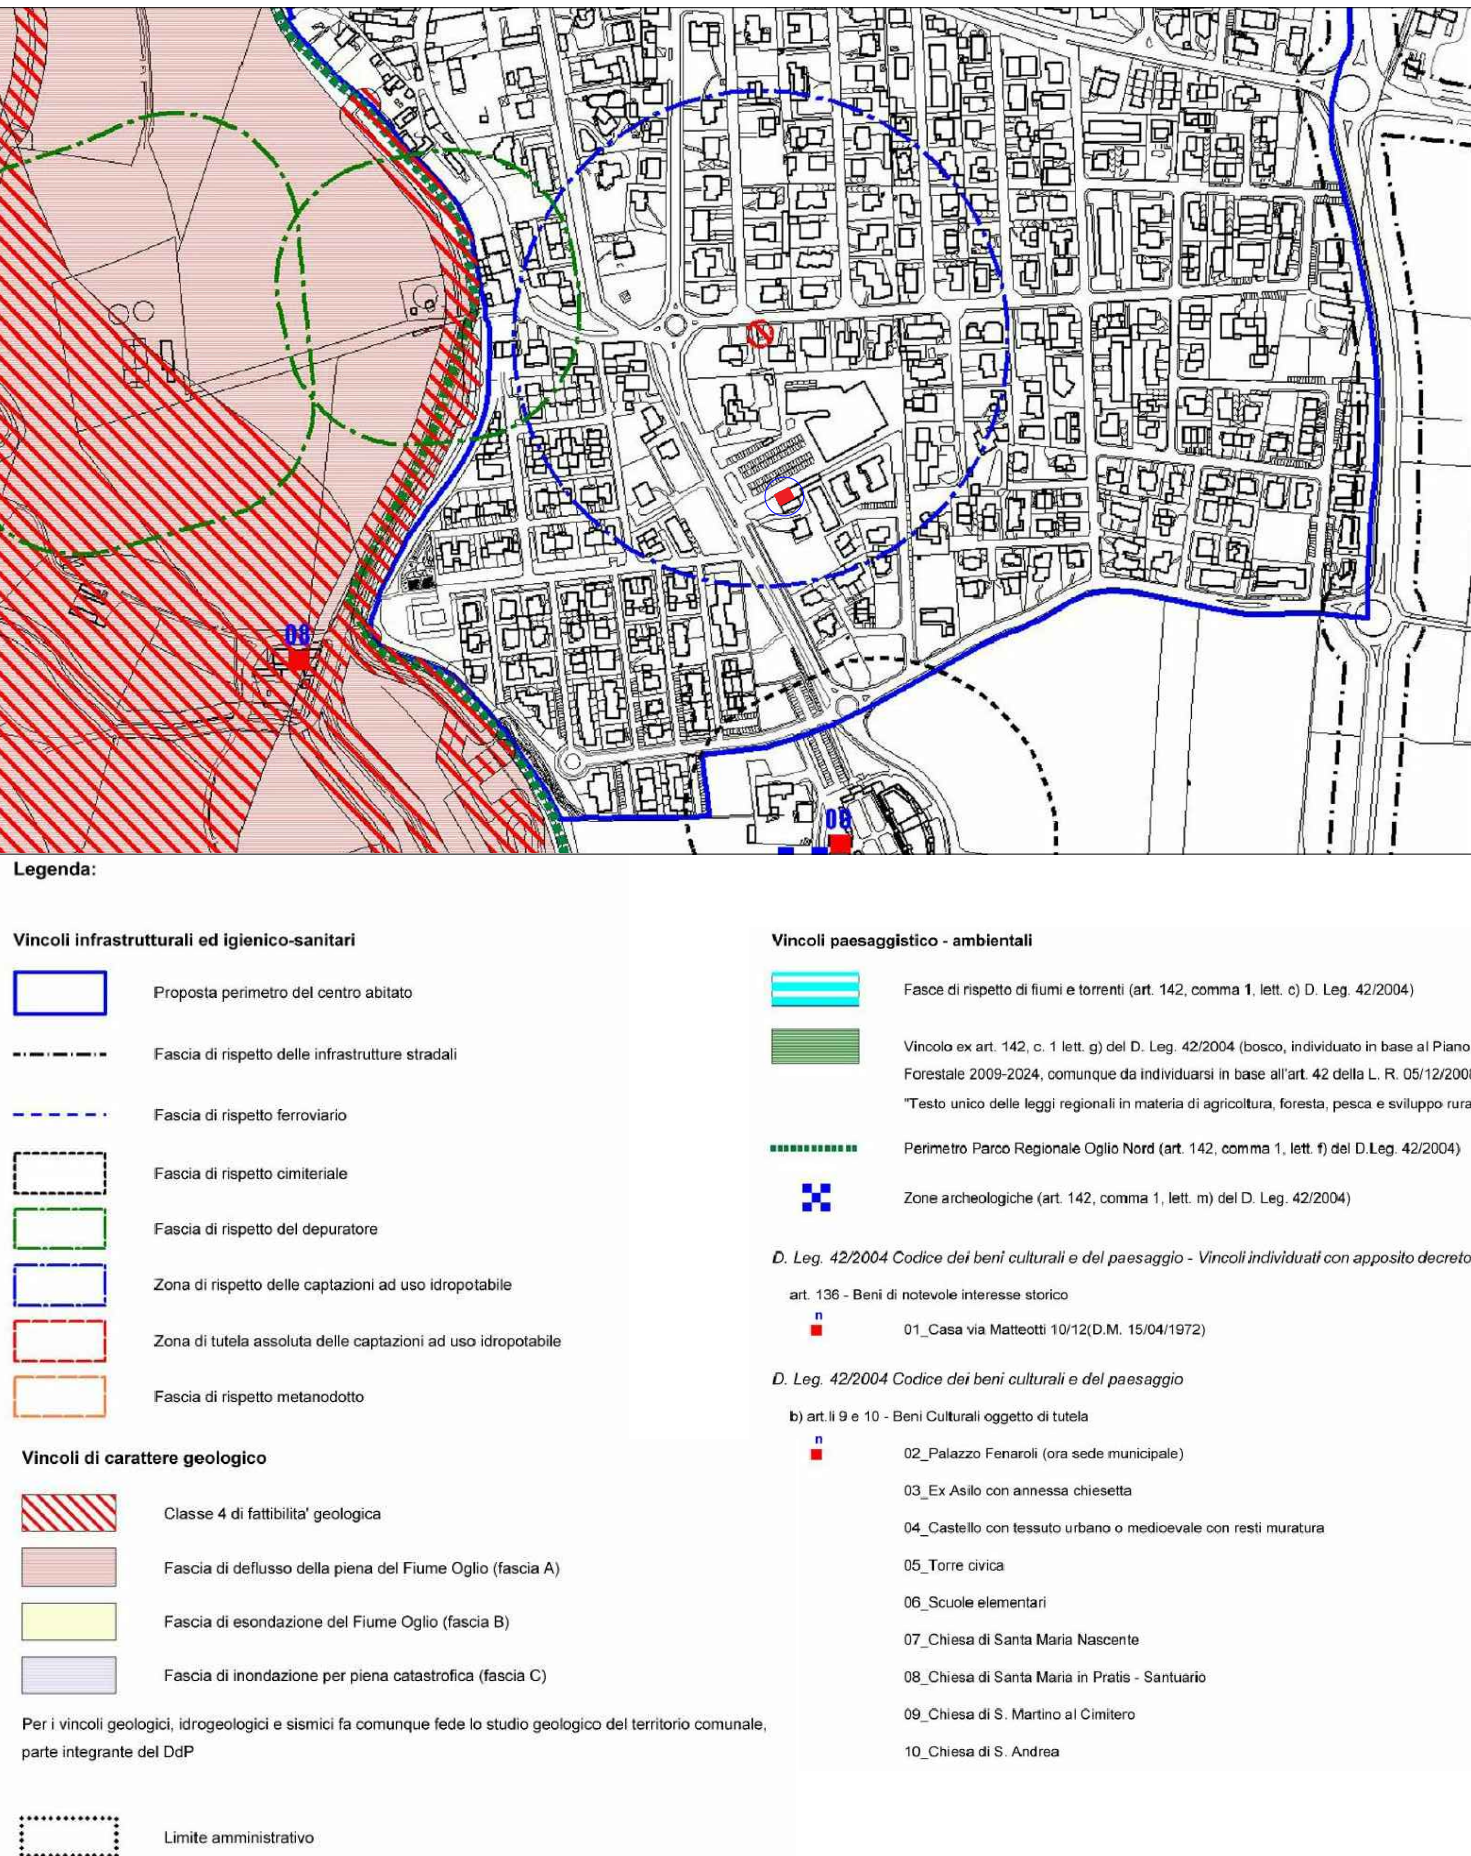 08
08
Legenda:
Vincoli infrastrutturali ed igienico-sanitari
Proposta perimetro del centro abitato
Fascia di rispetto delle infrastrutture stradali
Fascia di rispetto ferroviario
Fascia di rispetto cimiteriale
Fascia di rispetto del depuratore
Zona di rispetto delle captazioni ad uso idropotabile
Zona di tutela assoluta delle captazioni ad uso idropotabile
Fascia di rispetto metanodotto
Vincoli di carattere geologico
Classe 4 di fattibilita' geologica
Fascia di deflusso della piena del Fiume Oglio (fascia A)
Fascia di esondazione del Fiume Oglio (fascia B)
Fascia di inondazione per piena catastrofica (fascia C)
Per i vincoli geologici, idrogeologici e sismici fa comunque fede lo studio geologico del territorio comunale,
parte integrante del DdP
Limite amministrativo
Vincoli paesaggistico - ambientali
Fasce di rispetto di fiumi e torrenti (art. 142, comma 1, lett. c) D. Leg. 42/2004)
Vincolo ex art. 142, c. 1 lett. g) del D. Leg. 42/2004 (bosco, individuato in base al Piano
Forestale 2009-2024, comunque da individuarsi in base all'art. 42 della L. R. 05/12/200
"Testo unico delle leggi regionali in materia di agricoltura, foresta, pesca e sviluppo rura
Perimetro Parco Regionale Oglio Nord (art. 142, comma 1, lett. f) del D.Leg. 42/2004)
Zone archeologiche (art. 142, comma 1, lett. m) del D. Leg. 42/2004)
D. Leg. 42/2004 Codice dei beni culturali e del paesaggio - Vincoli individuati con apposito decreto
art. 136 - Beni di notevole interesse storico
n
01_Casa via Matteotti 10/12(D.M. 15/04/1972)
D. Leg. 42/2004 Codice dei beni culturali e del paesaggio
b) art.li 9 e 10 - Beni Culturali oggetto di tutela
n
02_Palazzo Fenaroli (ora sede municipale)
03_Ex Asilo con annessa chiesetta
04_Castello con tessuto urbano o medioevale con resti muratura
05_Torre civica
06_Scuole elementari
07_Chiesa di Santa Maria Nascente
08_Chiesa di Santa Maria in Pratis - Santuario
09_Chiesa di S. Martino al Cimitero
10_Chiesa di S. Andrea